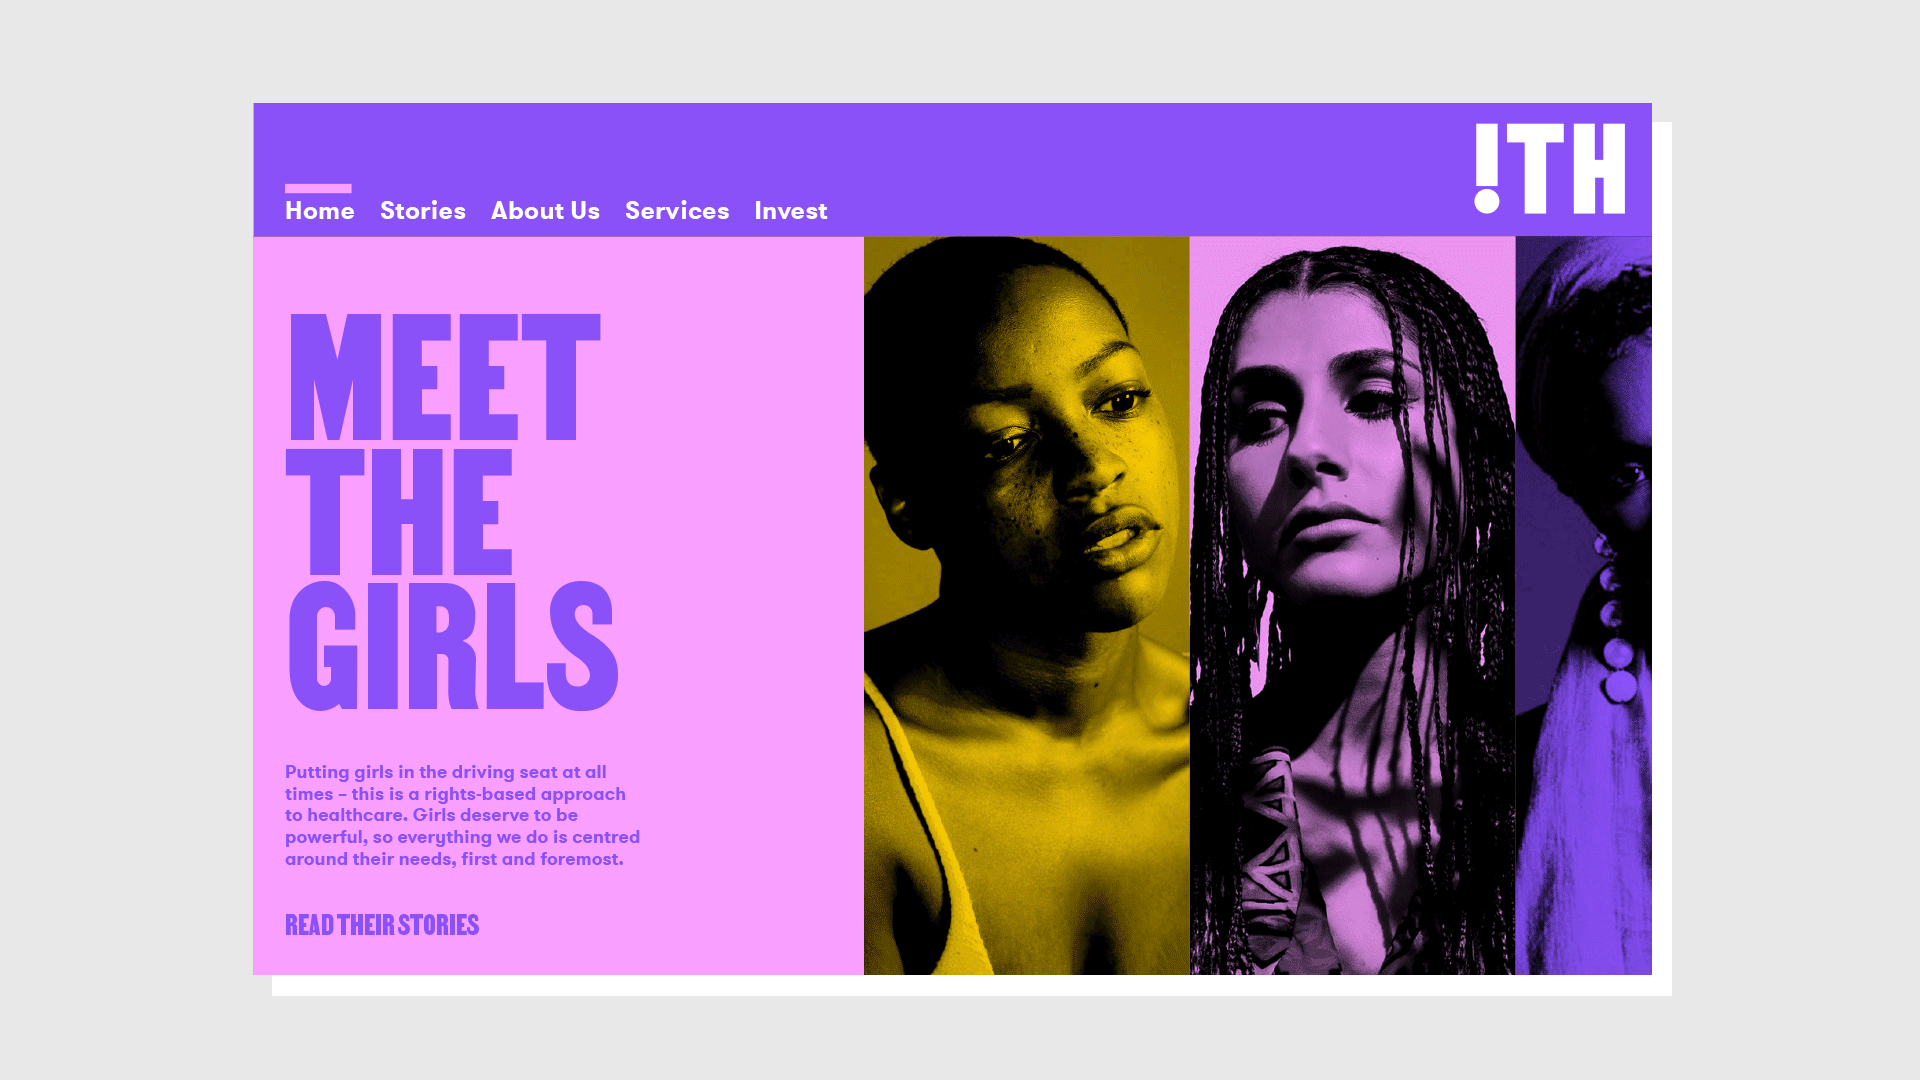 !TH
Home Stories About Us Services Invest
MEET
THE
GIRLS
Putting girls in the driving seat at all
times – this is a rights-based approach
to healthcare. Girls deserve to be
powerful, so everything we do is centred
around their needs, first and foremost.
READ THEIR STORIES